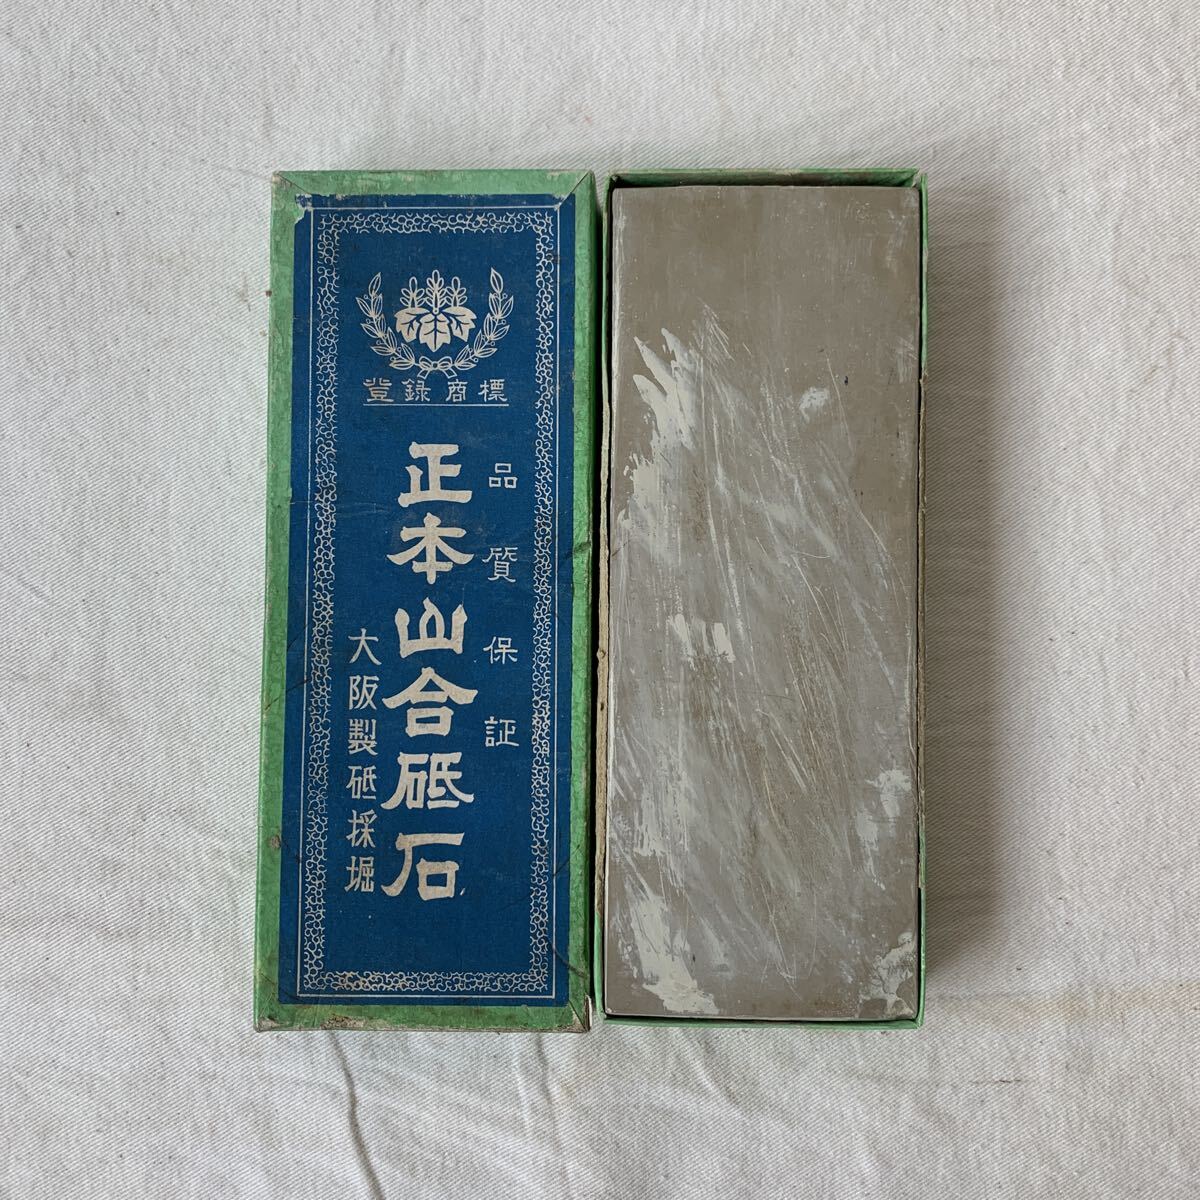 登録商標
品質保証
正本山合砥石
大阪製砥採堀